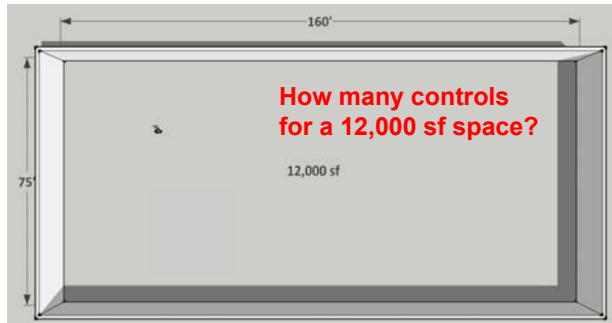 160'
How many controls
for a 12,000 sf space?
12,000 sf
75'